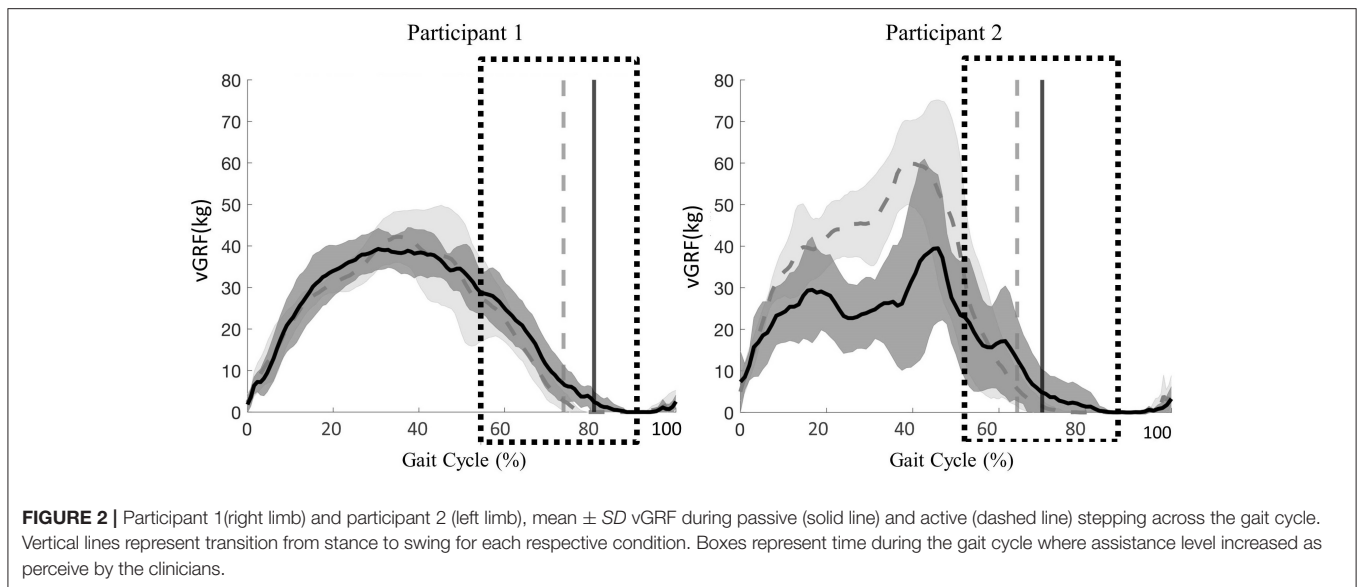 Participant 1
80
70
60
50
40
30
20
10
0
vGRF(kg)
0 20 40 60 80 100
Gait Cycle (%)
Participant 2
80
70
60
50
40
30
20
10
0
vGRF(kg)
0 20 40 60 80 100
Gait Cycle (%)
FIGURE 2 | Participant 1(right limb) and participant 2 (left limb), mean ± SD vGRF during passive (solid line) and active (dashed line) stepping across the gait cycle.
Vertical lines represent transition from stance to swing for each respective condition. Boxes represent time during the gait cycle where assistance level increased as
perceive by the clinicians.